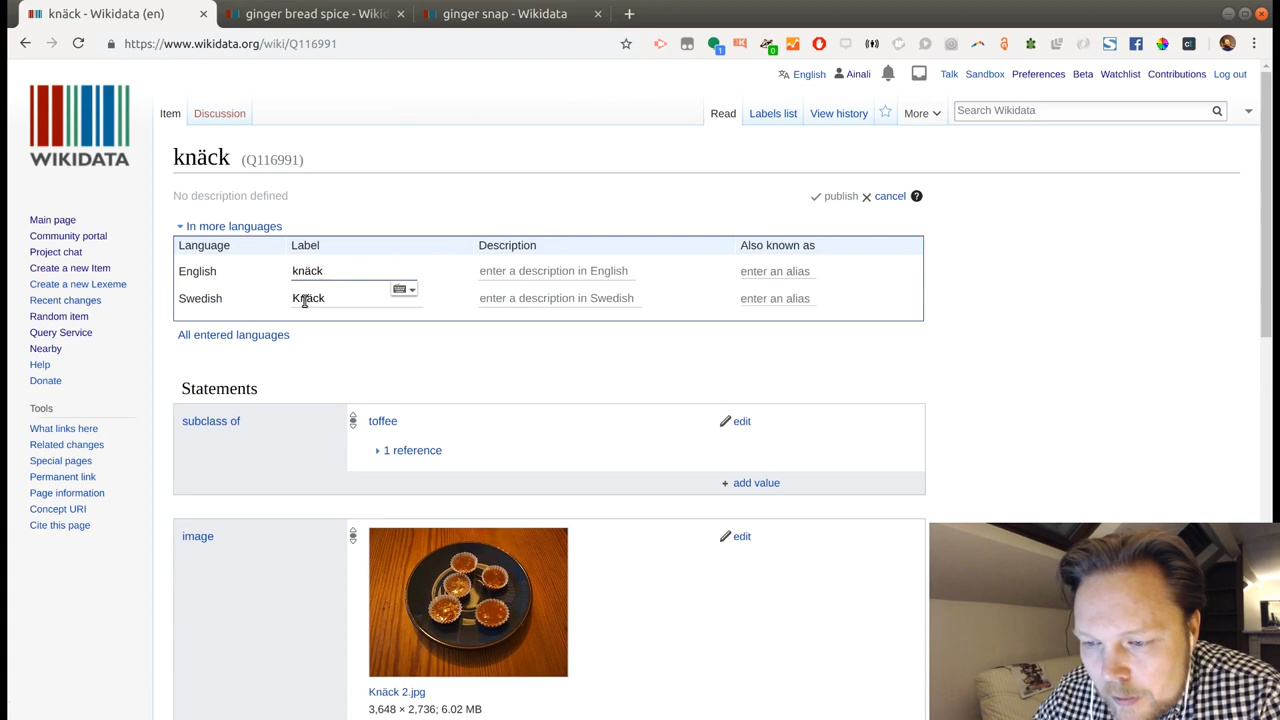 knäck - Wikidata (en)
ginger bread spice - Wikid
ginger snap - Wikidata
https://www.wikidata.org/wiki/Q116991
1
0
English
Ainali
Talk
Sandbox
Preferences
Beta
Watchlist
Contributions
Log out
WIKIDATA
Item
Discussion
Read
Labels list
View history
More
Search Wikidata
knäck (Q116991)
No description defined
publish
cancel
In more languages
Language Label Description Also known as
English knäck enter a description in English enter an alias
Swedish Knäck enter a description in Swedish enter an alias
All entered languages
Main page
Community portal
Project chat
Create a new Item
Create a new Lexeme
Recent changes
Random item
Query Service
Nearby
Help
Donate
Tools
What links here
Related changes
Special pages
Permanent link
Page information
Concept URI
Cite this page
Statements
subclass of
toffee
edit
1 reference
+ add value
image
edit
Knäck 2.jpg
3,648 × 2,736; 6.02 MB